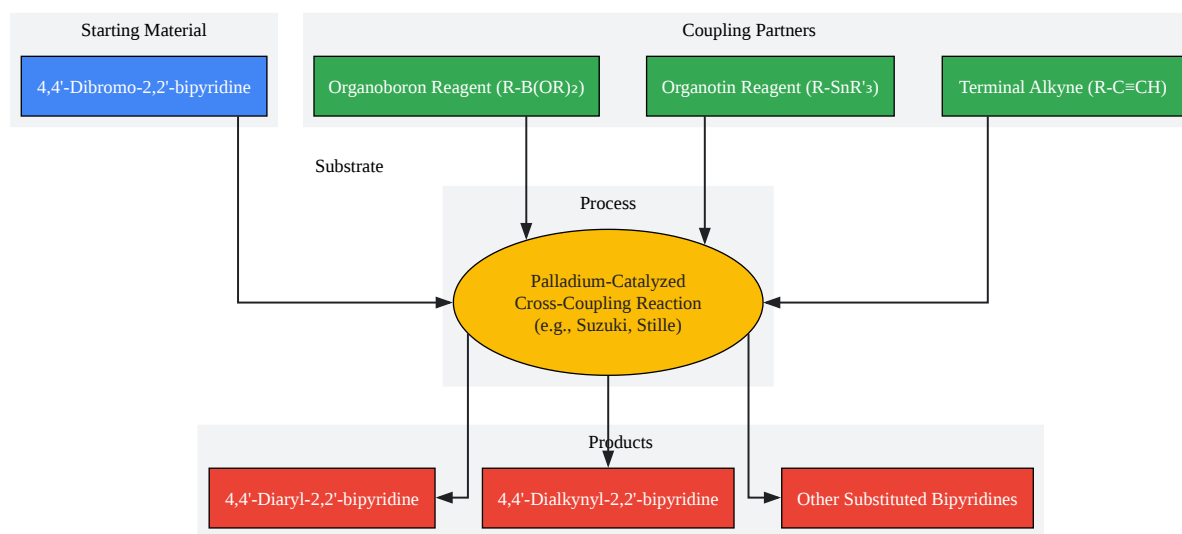 Starting Material
Coupling Partners
4,4'-Dibromo-2,2'-bipyridine
Organoboron Reagent (R-B(OR)₂)
Organotin Reagent (R-SnR'₃)
Terminal Alkyne (R-C≡CH)
Substrate
Process
Palladium-Catalyzed
Cross-Coupling Reaction
(e.g., Suzuki, Stille)
Products
4,4'-Diaryl-2,2'-bipyridine
4,4'-Dialkynyl-2,2'-bipyridine
Other Substituted Bipyridines